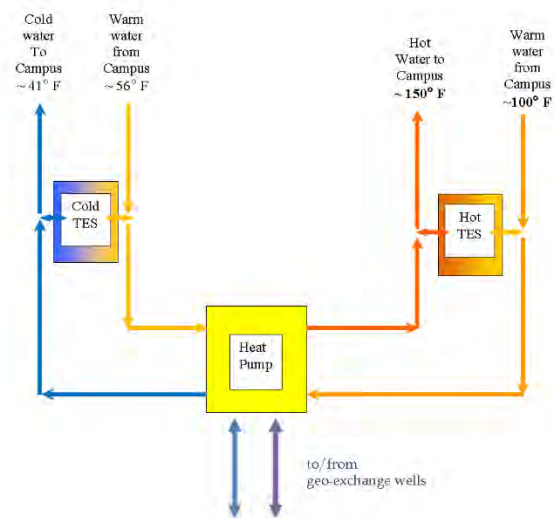 Cold
water
To
Campus
~ 41° F
Warm
water
from
Campus
~56° F
Hot
Water to
Campus
~ 150° F
Warm
water
from
Campus
~100° F
Cold
TES
Hot
TES
Heat
Pump
to/from
geo-exchange wells